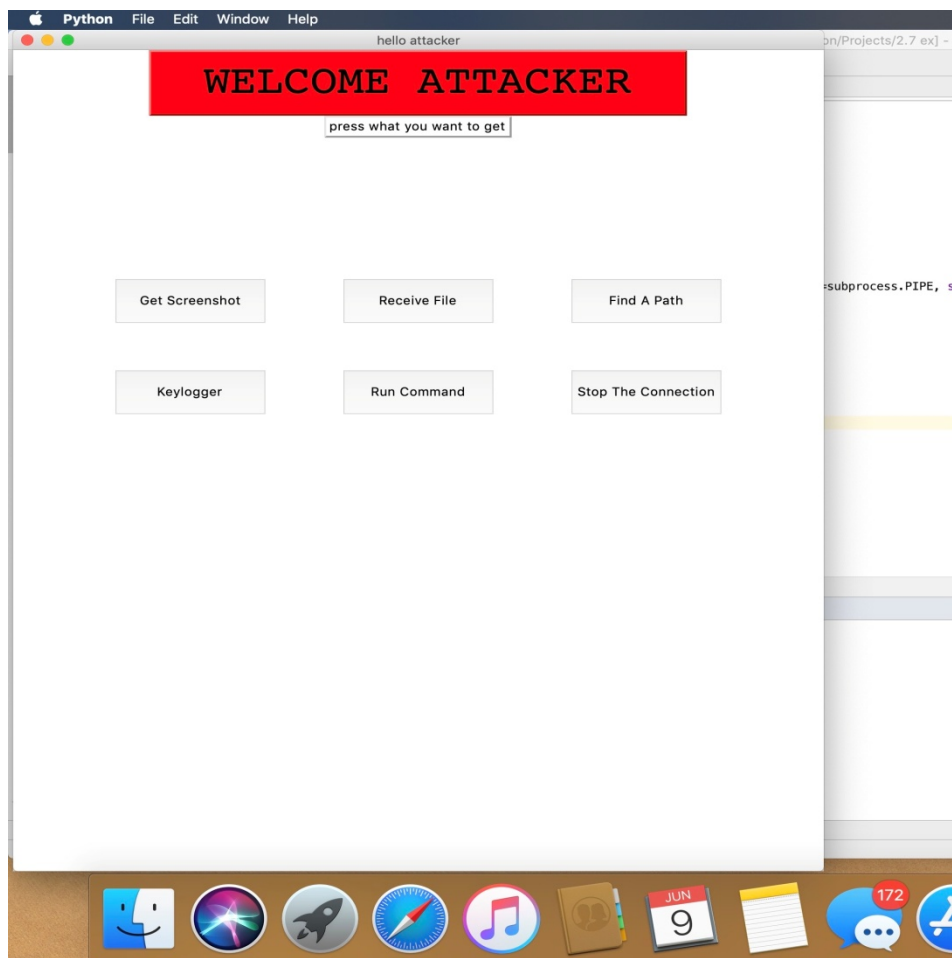 Python File Edit Window Help
hello attacker
on/Projects/2.7 ex] -
WELCOME ATTACKER
press what you want to get
Get Screenshot Receive File Find A Path
=subprocess.PIPE, s
Keylogger Run Command Stop The Connection
JUN
9
172